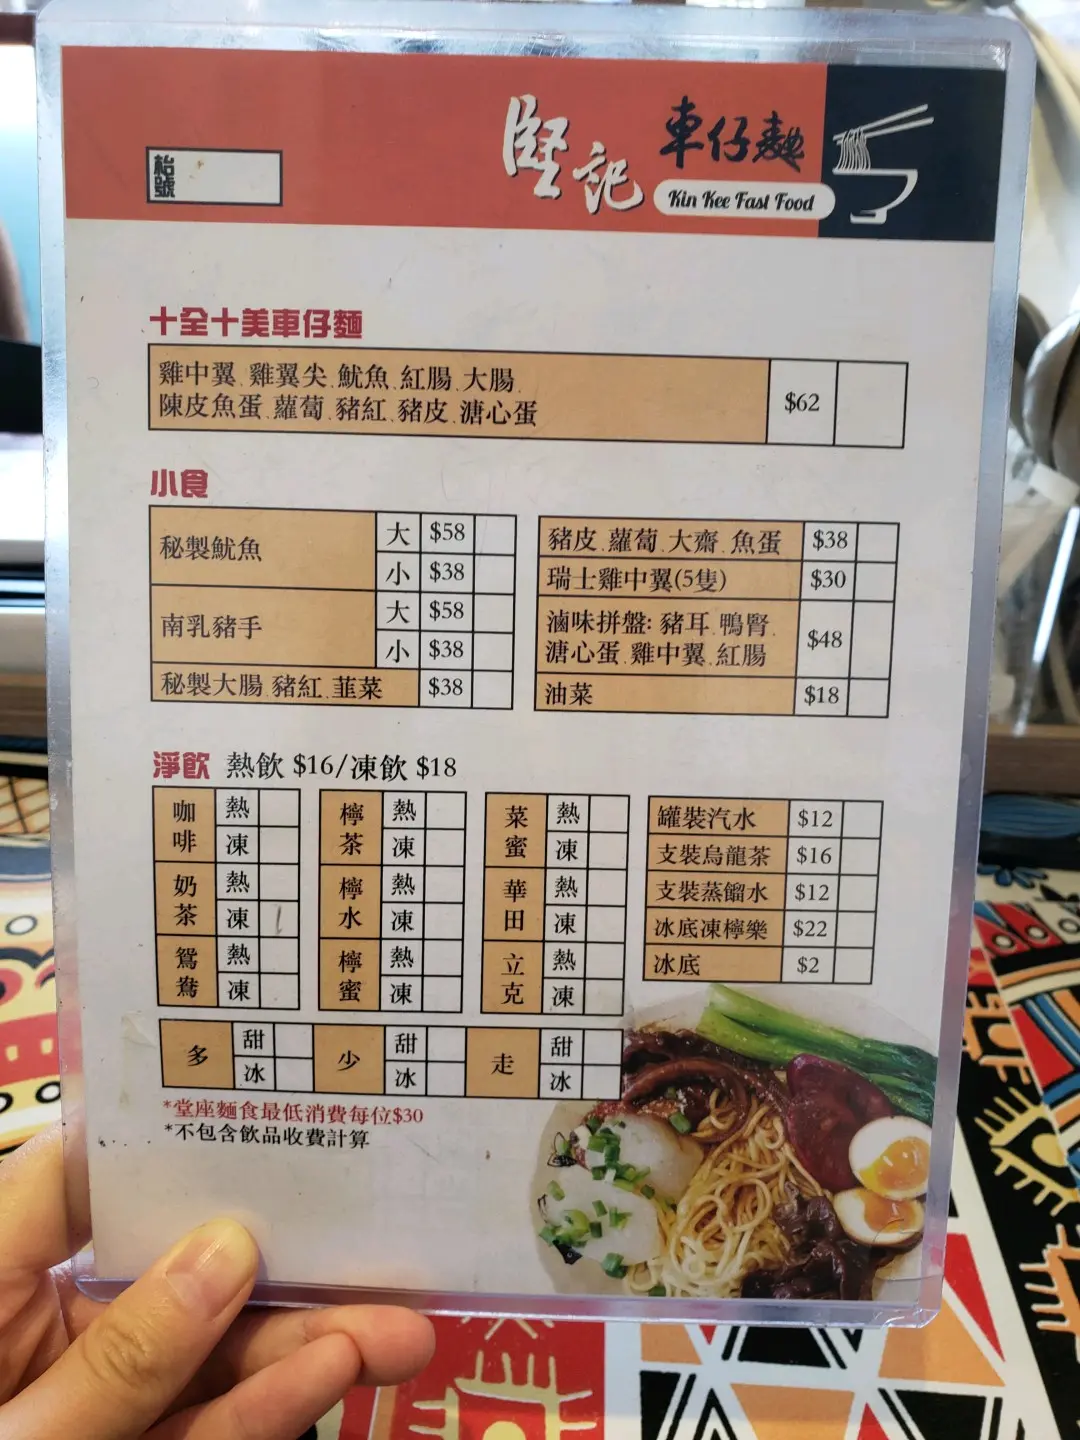 堅記
車仔麵
Kin Kee Fast Food
枱號
十全十美車仔麵
雞中翼、雞翼尖、魷魚、紅腸、大腸、
陳皮魚蛋、蘿蔔、豬紅、豬皮、溏心蛋
$62
小食
秘製魷魚
大 $58
小 $38
南乳豬手
大 $58
小 $38
秘製大腸、豬紅、韮菜 $38
豬皮、蘿蔔、大齋、魚蛋 $38
瑞士雞中翼(5隻) $30
滷味拼盤: 豬耳、鴨腎、
溏心蛋、雞中翼、紅腸
$48
油菜 $18
淨飲 熱飲 $16/凍飲 $18
咖啡 熱 凍
奶茶 熱 凍
鴛鴦 熱 凍
檸茶 熱 凍
檸水 熱 凍
檸蜜 熱 凍
菜蜜 熱 凍
華田 熱 凍
立克 熱 凍
罐裝汽水 $12
支裝烏龍茶 $16
支裝蒸餾水 $12
冰底凍檸樂 $22
冰底 $2
多 甜 冰
少 甜 冰
走 甜 冰
*堂座麵食最低消費每位$30
*不包含飲品收費計算